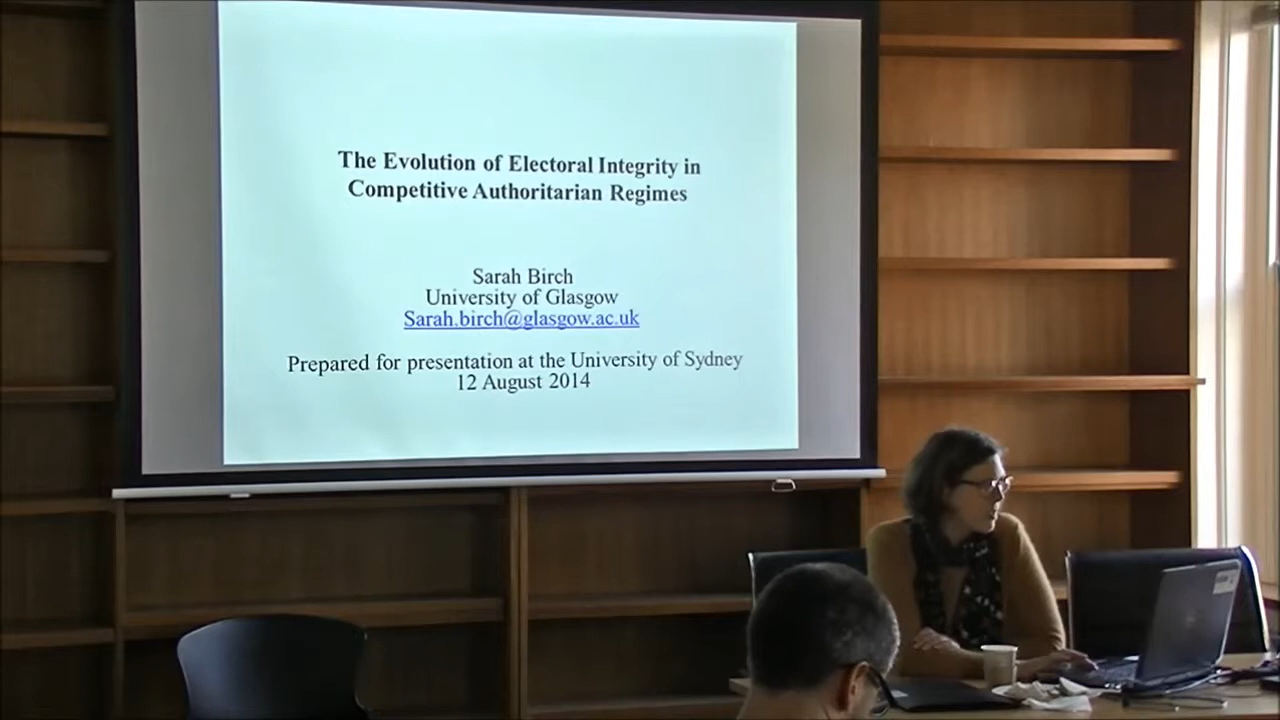 The Evolution of Electoral Integrity in
Competitive Authoritarian Regimes
Sarah Birch
University of Glasgow
Sarah.birch@glasgow.ac.uk
Prepared for presentation at the University of Sydney
12 August 2014